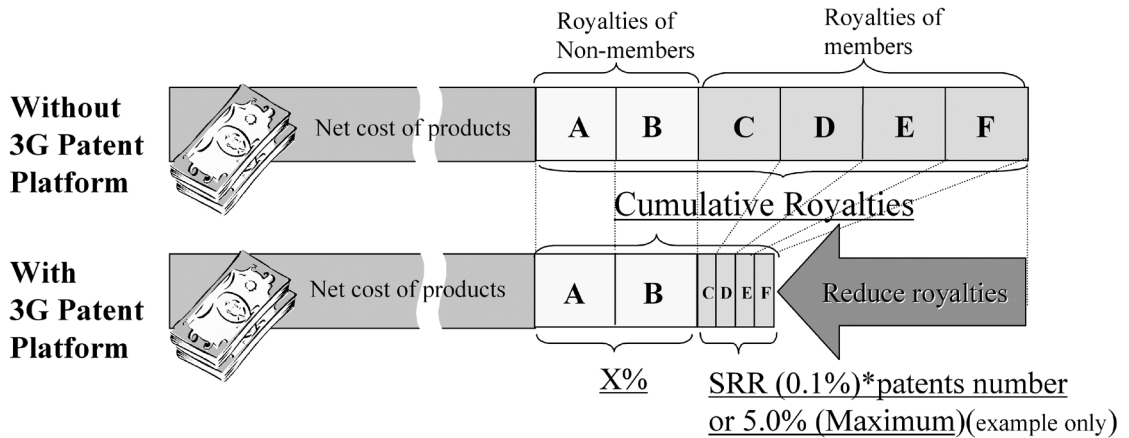 Royalties of
Non-members
Royalties of
members
Without
3G Patent
Platform
Net cost of products
A
B
C
D
E
F
Cumulative Royalties
With
3G Patent
Platform
Net cost of products
A
B
C
D
E
F
Reduce royalties
X%
SRR (0.1%)*patents number
or 5.0% (Maximum)(example only)